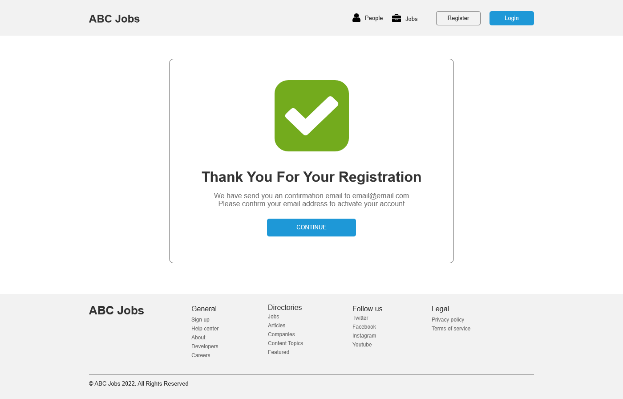 ABC Jobs
People
Jobs
Register
Login
Thank You For Your Registration
We have send you an confirmation email to email@email.com
Please confirm your email address to activate your account
CONTINUE
ABC Jobs
General
Sign up
Help center
About
Developers
Careers
Directories
Jobs
Articles
Companies
Content Topics
Featured
Follow us
Twitter
Facebook
Instagram
Youtube
Legal
Privacy policy
Terms of service
© ABC Jobs 2022. All Rights Reserved